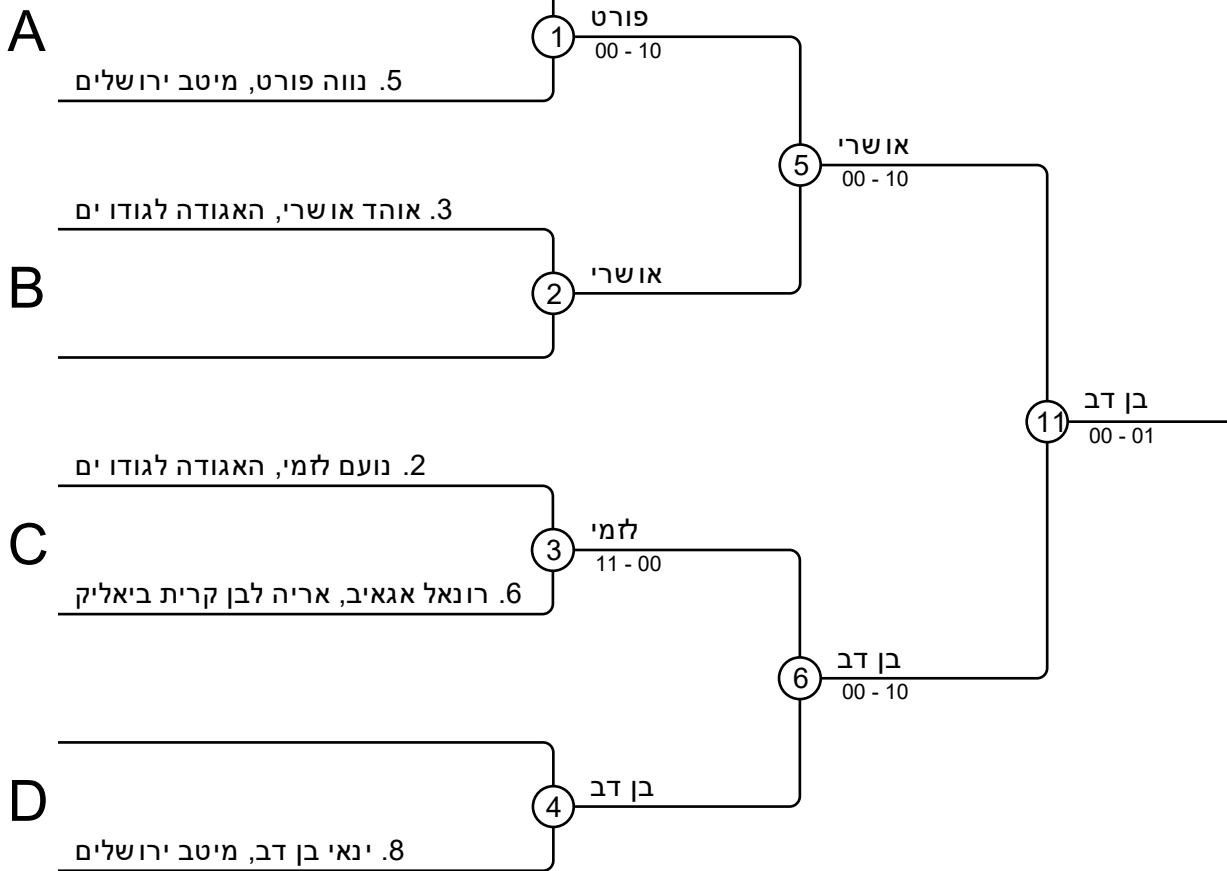 A
1
פורט
00 - 10
5. נווה פורט, מיטב ירושלים
5
אושרי
00 - 10
3. אוהד אושרי, האגודה לגודו ים
B
2
אושרי
11
בן דב
00 - 01
2. נועם לזמי, האגודה לגודו ים
C
3
לזמי
11 - 00
6. רונאל אגאיב, אריה לבן קרית ביאליק
6
בן דב
00 - 10
D
4
בן דב
8. ינאי בן דב, מיטב ירושלים